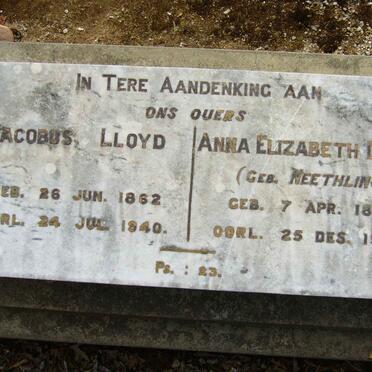 IN TERE AANDENKING AAN
ONS OUERS
ACOBUS LLOYD
EB. 26 JUN. 1862
RL. 24 JUL. 1940.
ANNA ELIZABETH
(GEB. NEETHLIN
GEB. 7 APR. 18
OORL. 25 DES. 1
PS. : 23.